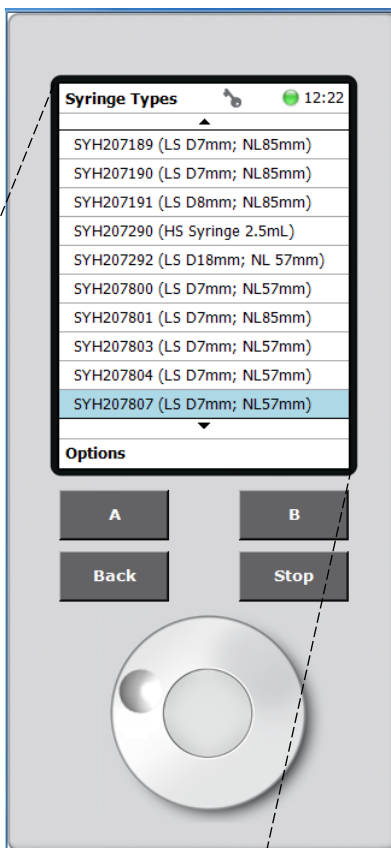 Syringe Types 12:22
SYH207189 (LS D7mm; NL85mm)
SYH207190 (LS D7mm; NL85mm)
SYH207191 (LS D8mm; NL85mm)
SYH207290 (HS Syringe 2.5mL)
SYH207292 (LS D18mm; NL 57mm)
SYH207800 (LS D7mm; NL57mm)
SYH207801 (LS D7mm; NL85mm)
SYH207803 (LS D7mm; NL57mm)
SYH207804 (LS D7mm; NL57mm)
SYH207807 (LS D7mm; NL57mm)
Options
A B
Back Stop